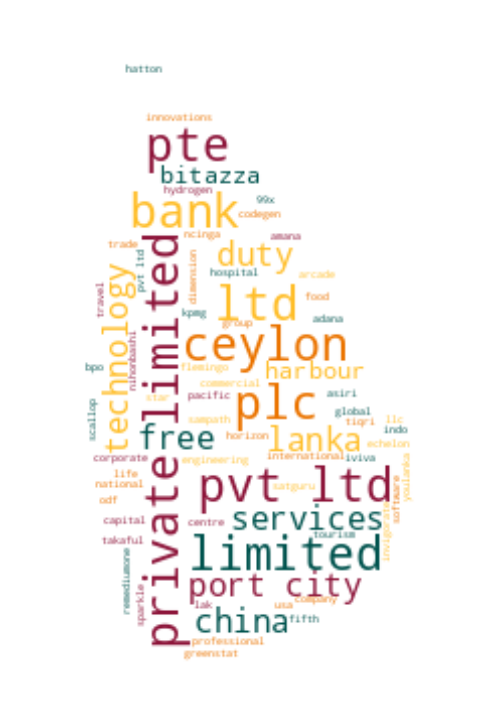 hatton
innovations
pte
bitazza
hydrogen
99x
bank
codegen
ncinga
amana
trade
duty
pvt ltd
dimension
hospital
arcade
technology
travel
private limited
ltd
food
kpmg
group
adana
nihonbashi
ceylon
bpo
flemingo
harbour
commercial
star
pacific
plc
asiri
scallop
global
sampath
tiqri
llc
free
horizon
lanka
indo
echelon
corporate
engineering
international
iviva
youlanka
life
national
pvt ltd
satguru
software
odf
capital
centre
services
tourism
invigorate
takaful
limited
remediumone
port city
sparkle
lak
usa
company
china
fifth
professional
greenstat